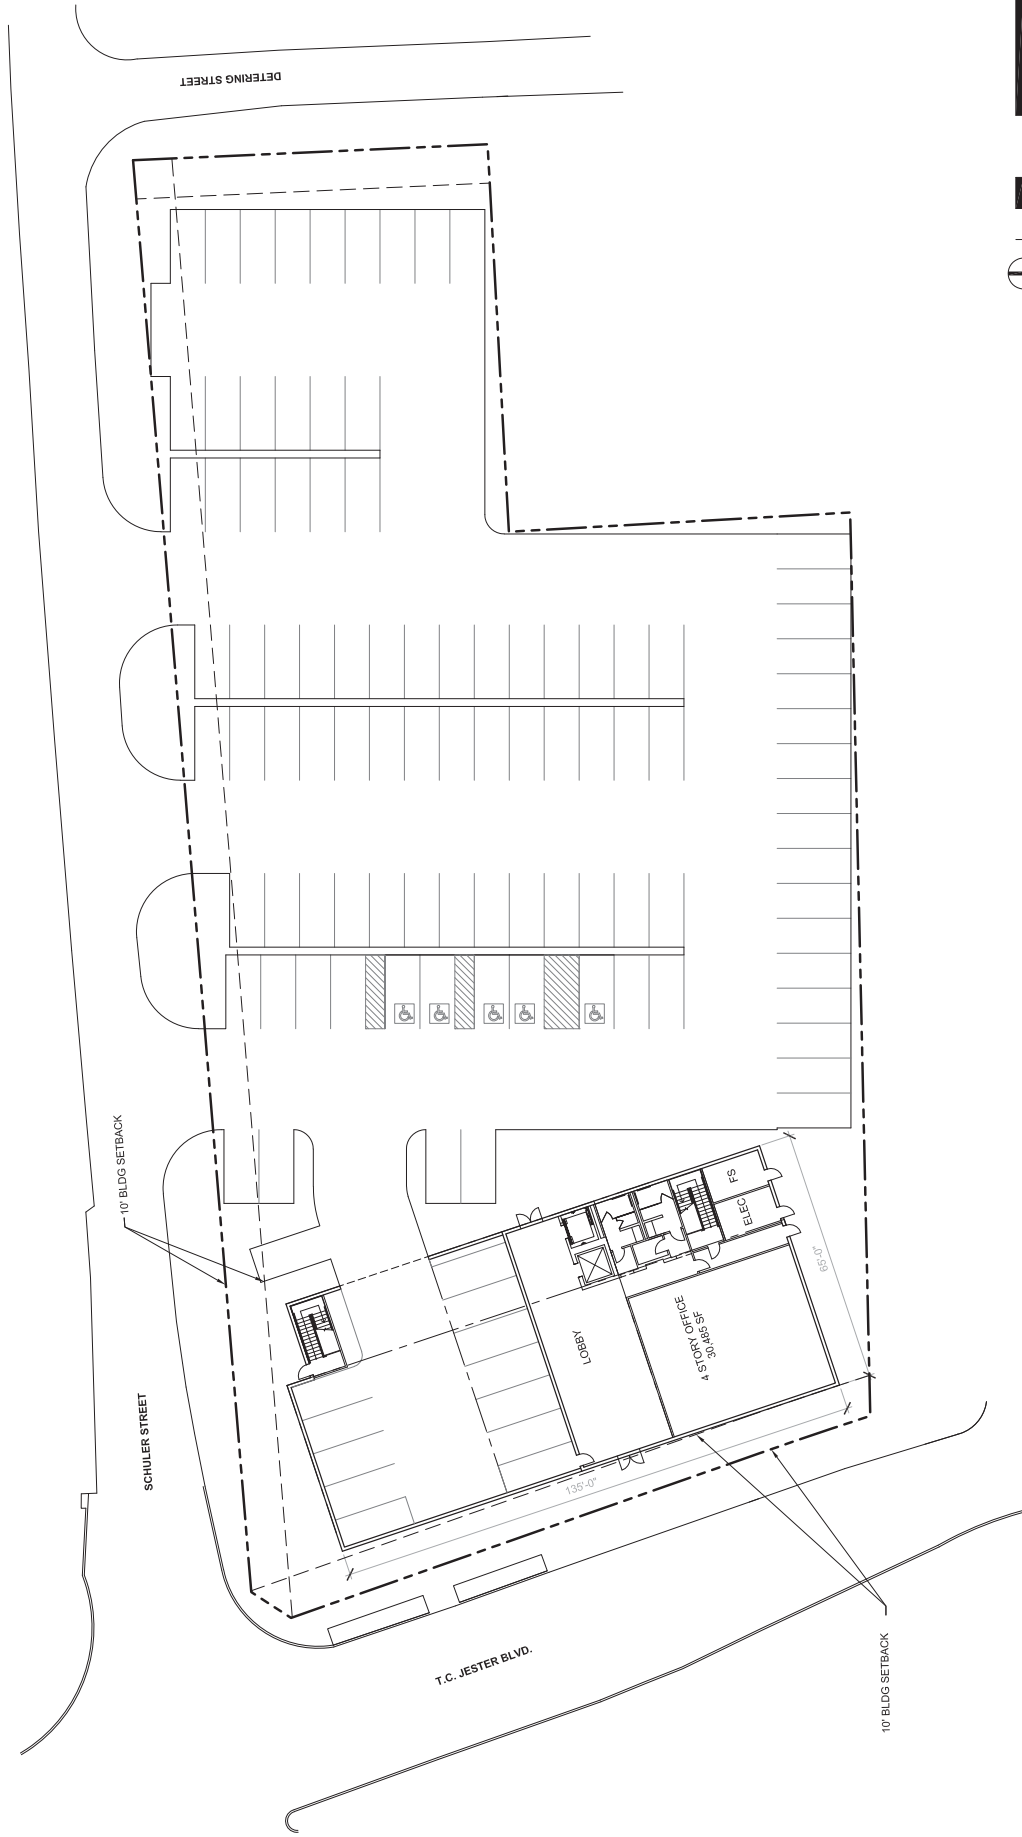 DETERING STREET
10' BLDG SETBACK
SCHULER STREET
FS
ELEC
LOBBY
4 STORY OFFICE
30,485 SF
65'-0"
135'-0"
T.C. JESTER BLVD.
10' BLDG SETBACK